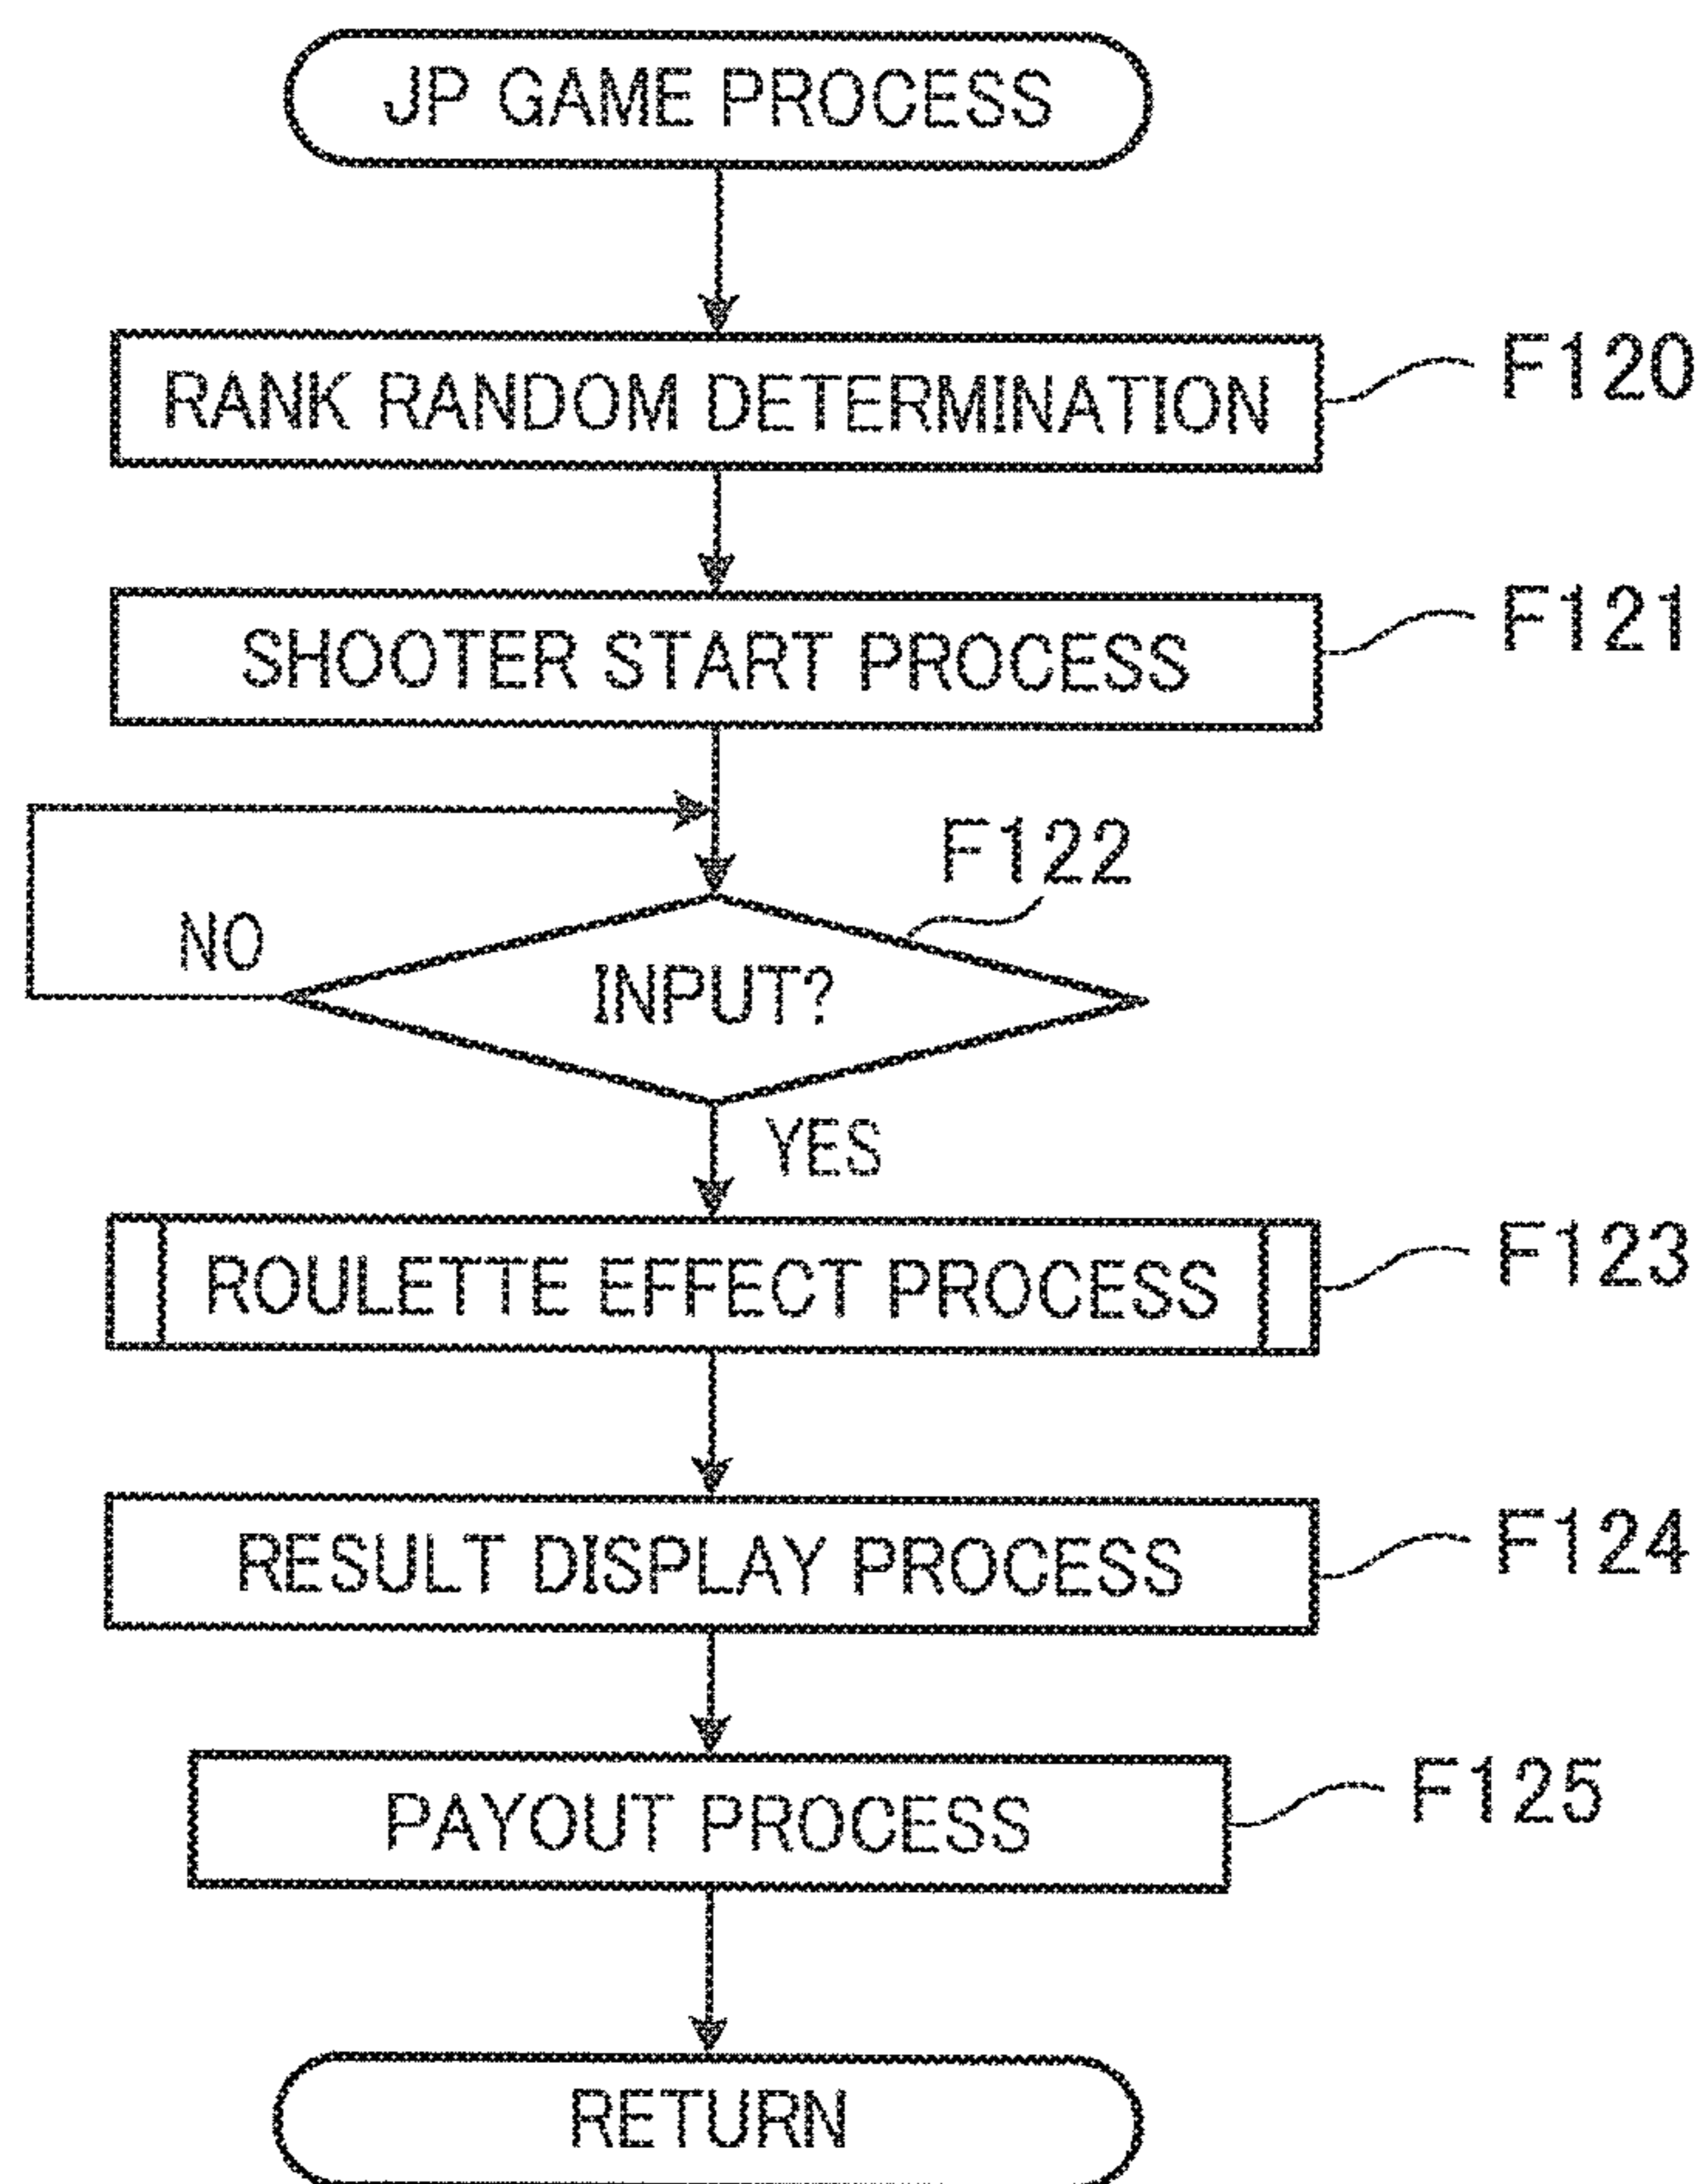 JP GAME PROCESS
RANK RANDOM DETERMINATION
F120
SHOOTER START PROCESS
F121
F122
NO
INPUT?
YES
ROULETTE EFFECT PROCESS
F123
RESULT DISPLAY PROCESS
F124
PAYOUT PROCESS
F125
RETURN